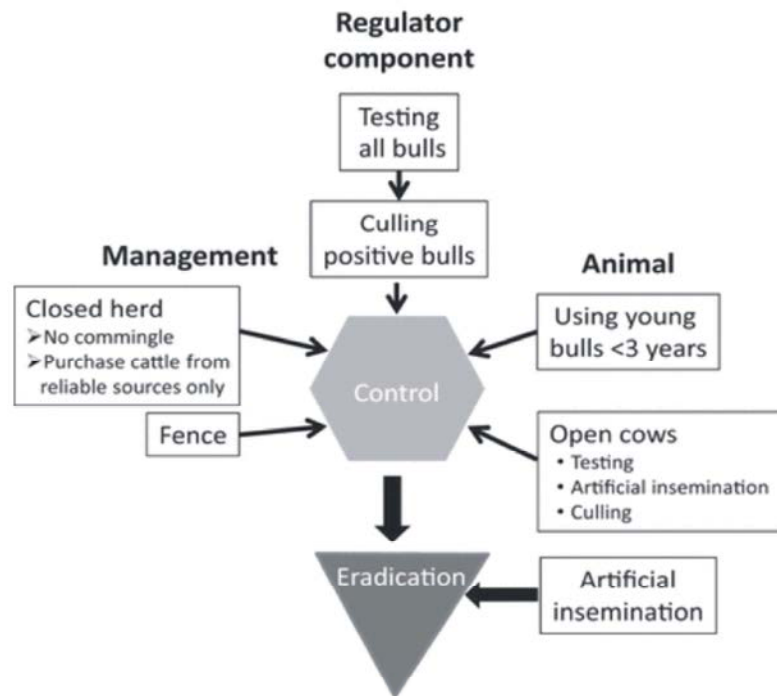 Regulator
component
Testing
all bulls
Culling
positive bulls
Management
Animal
Closed herd
➢No commingle
➢Purchase cattle from
reliable sources only
Using young
bulls <3 years
Control
Fence
Open cows
• Testing
• Artificial insemination
• Culling
Eradication
Artificial
insemination